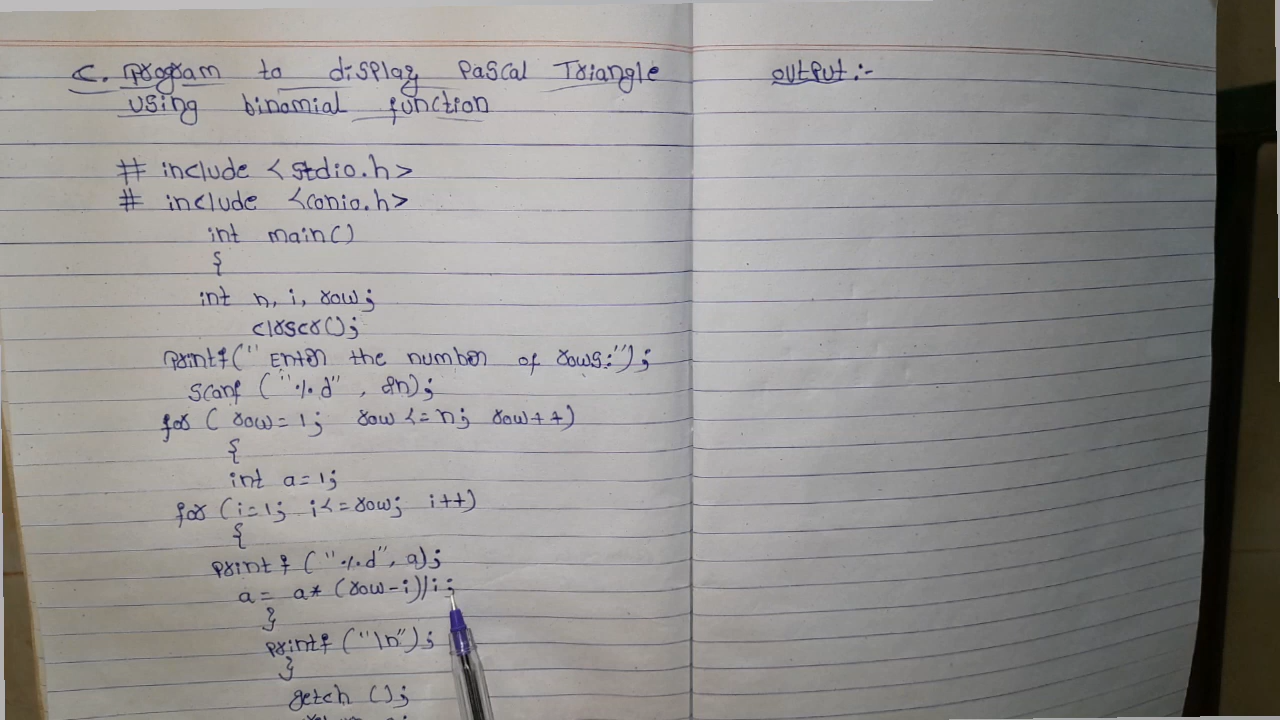 C. Program to display Pascal Triangle
using binamial function
# include <stdio.h>
# include <conio.h>
int main()
{
int n, i, row;
clrscr();
printf("Enter the number of rows:");
scanf ("%d", &n);
for ( row=1; row <= n; row++)
{
int a=1;
for (i=1; i<=row; i++)
{
printf ("%d", a);
a = a* (row-i)/i;
}
printf ("\n");
}
getch ();
output :-